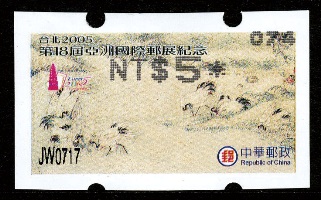 台北2005
第18屆亞洲國際郵展紀念
NT$5*
JW0717
中華郵政
Republic of China